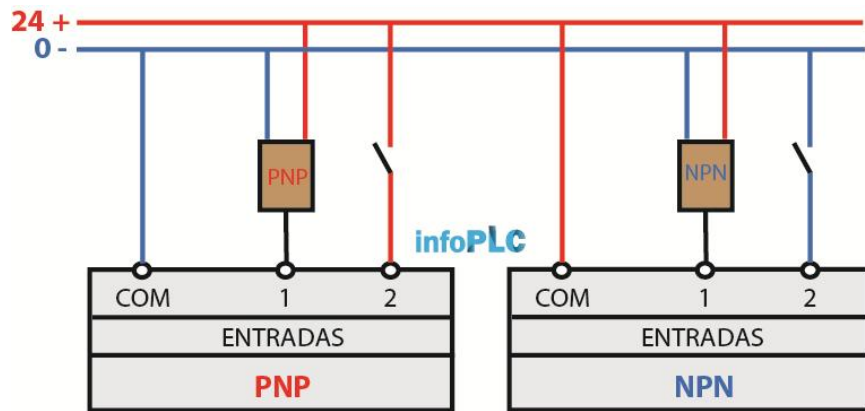 24 +
0 -
PNP
NPN
infoPLC
COM 1 2
ENTRADAS
PNP
COM 1 2
ENTRADAS
NPN